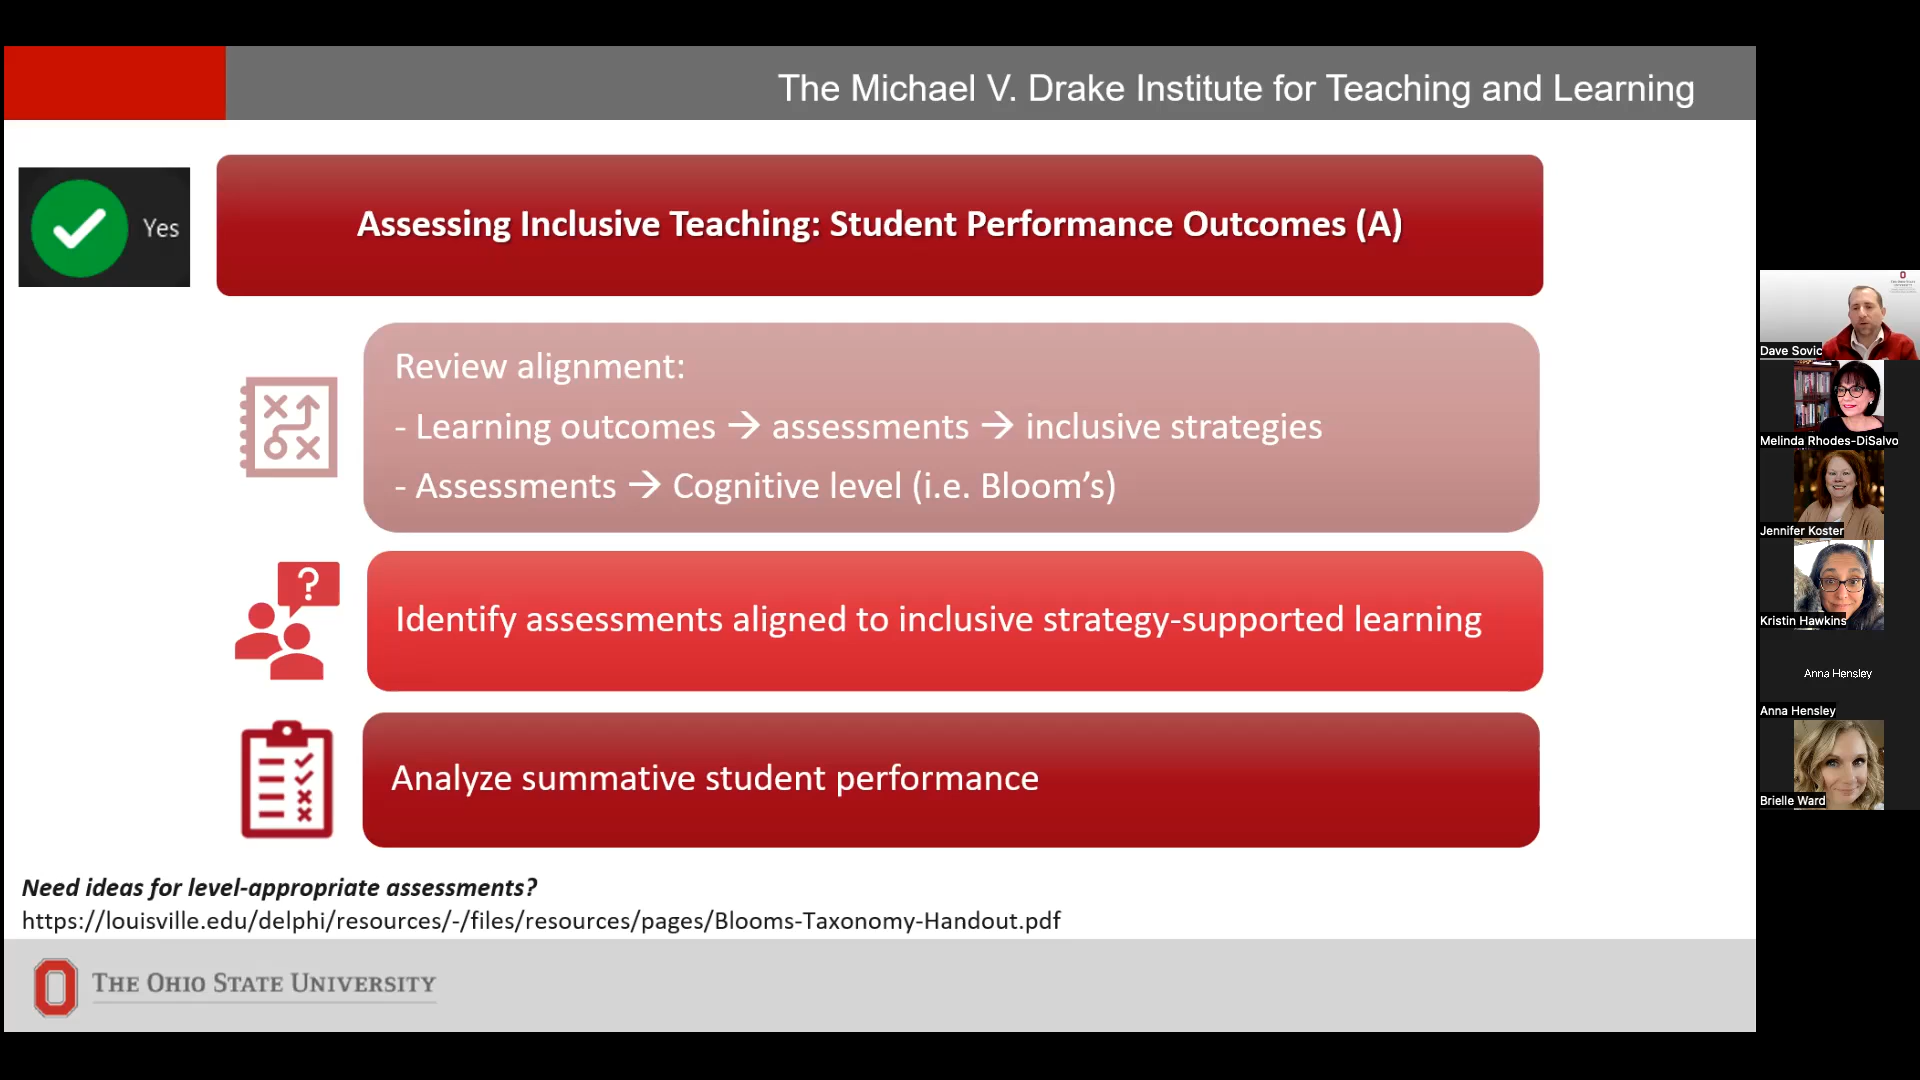 The Michael V. Drake Institute for Teaching and Learning
Yes
Assessing Inclusive Teaching: Student Performance Outcomes (A)
Review alignment:
- Learning outcomes → assessments → inclusive strategies
- Assessments → Cognitive level (i.e. Bloom’s)
?
Identify assessments aligned to inclusive strategy-supported learning
Analyze summative student performance
Need ideas for level-appropriate assessments?
https://louisville.edu/delphi/resources/-/files/resources/pages/Blooms-Taxonomy-Handout.pdf
THE OHIO STATE UNIVERSITY
Dave Sovic
Melinda Rhodes-DiSalvo
Jennifer Koster
Kristin Hawkins
Anna Hensley
Anna Hensley
Brielle Ward